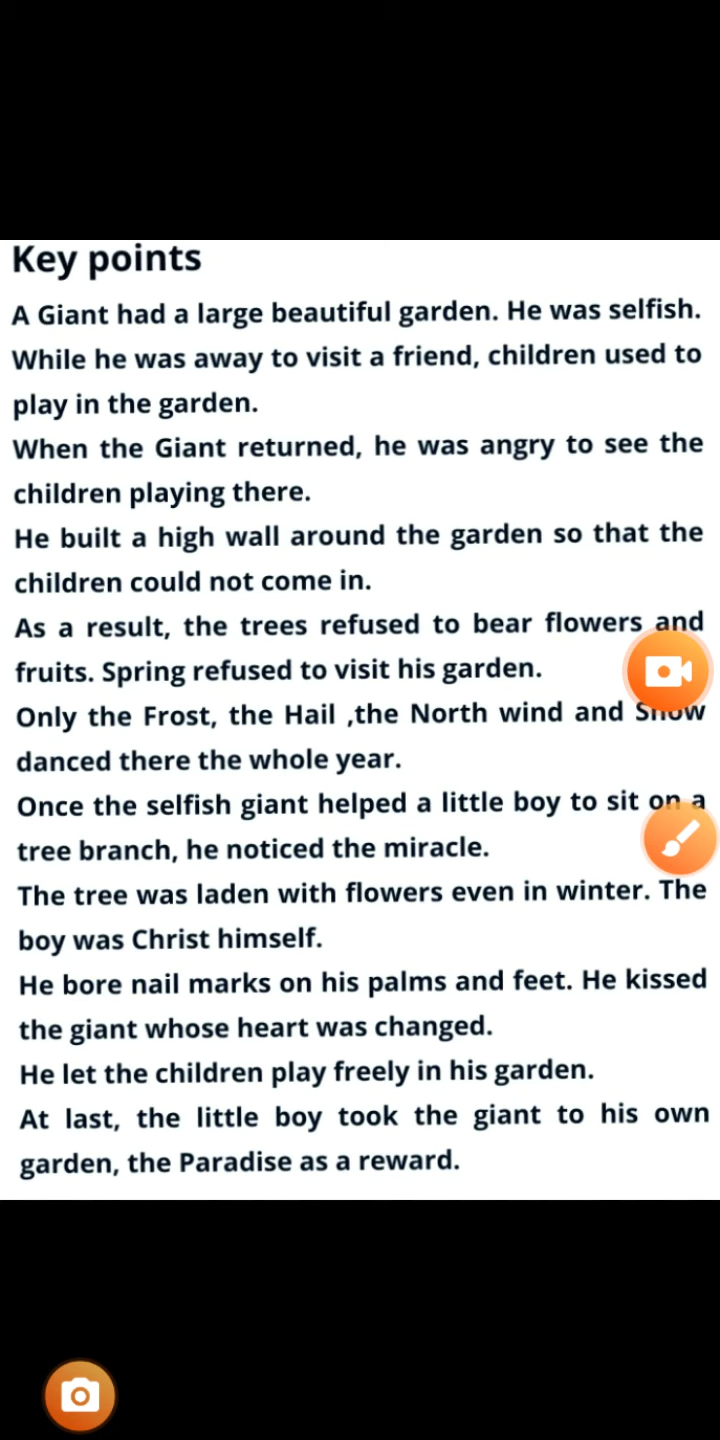 Key points
A Giant had a large beautiful garden. He was selfish.
While he was away to visit a friend, children used to
play in the garden.
When the Giant returned, he was angry to see the
children playing there.
He built a high wall around the garden so that the
children could not come in.
As a result, the trees refused to bear flowers and
fruits. Spring refused to visit his garden.
Only the Frost, the Hail ,the North wind and Snow
danced there the whole year.
Once the selfish giant helped a little boy to sit on a
tree branch, he noticed the miracle.
The tree was laden with flowers even in winter. The
boy was Christ himself.
He bore nail marks on his palms and feet. He kissed
the giant whose heart was changed.
He let the children play freely in his garden.
At last, the little boy took the giant to his own
garden, the Paradise as a reward.